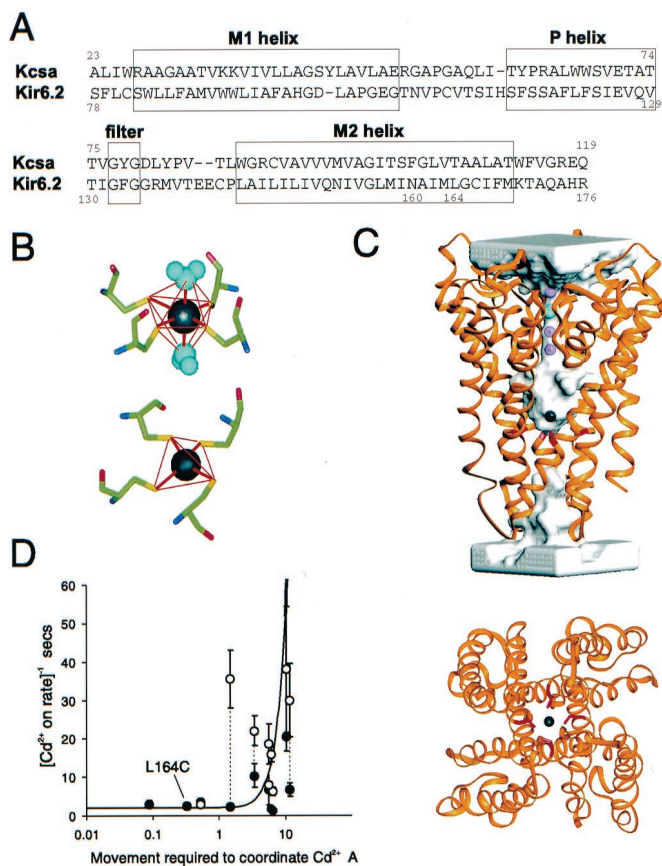 A
M1 helix
P helix
23
74
Kcsa ALIWRAAGAATVKKVIVLLAGSYLAVLAERGAPGAQLI-TYPRALWWSVETAT
Kir6.2 SFLCSWLLFAMVWWLIAFAHGD-LAPGEGTNVPCVTSIHSFSSAFLFSIEVQV
78
129
filter
M2 helix
75
119
Kcsa TVGYGDLYPV--TLWGRCVAVVVMVAGITSFGLVTAALATWFVGREQ
Kir6.2 TIGFGGRMVTEECPLAILILIVQNIVGLMINAIMLGCIFMKTAQAHR
130
160
164
176
B
C
D
60
50
40
30
20
10
0
[Cd²⁺ on rate]⁻¹ secs
L164C
0.01
0.1
1
10
100
Movement required to coordinate Cd²⁺ A